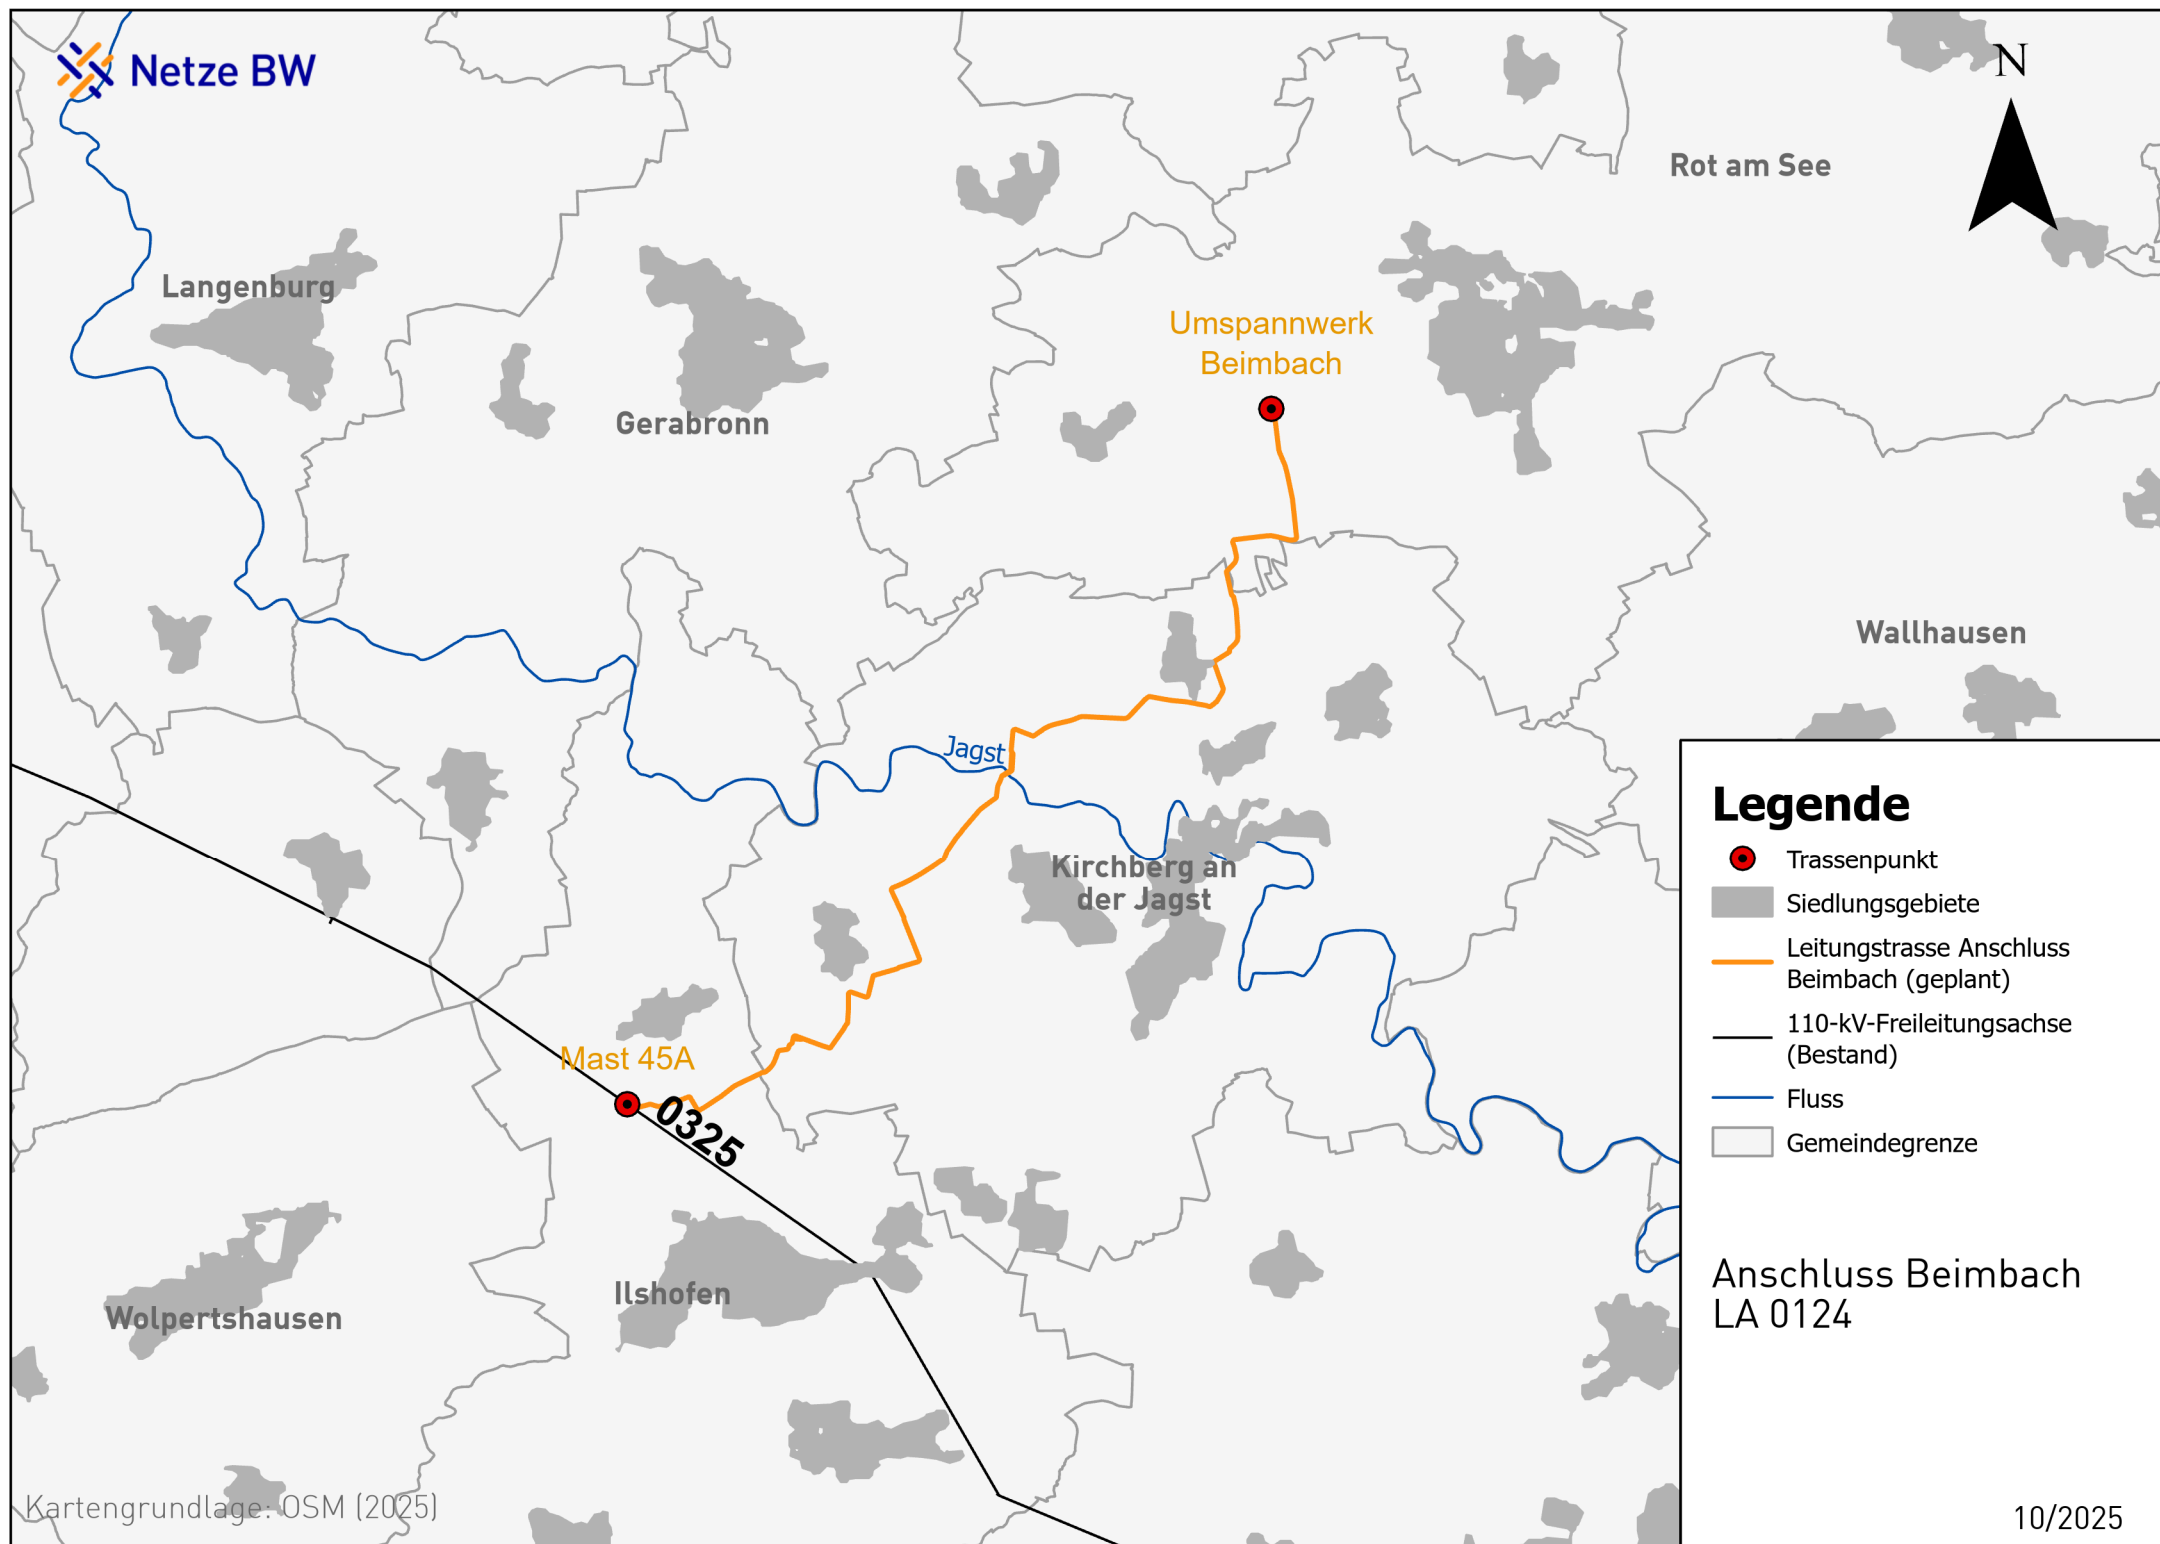 Netze BW
N
Rot am See
Langenburg
Umspannwerk
Beimbach
Gerabronn
Wallhausen
Jagst
Kirchberg an
der Jagst
Mast 45A
0325
Ilshofen
Wolpertshausen
Legende
Trassenpunkt
Siedlungsgebiete
Leitungstrasse Anschluss
Beimbach (geplant)
110-kV-Freileitungsachse
(Bestand)
Fluss
Gemeindegrenze
Anschluss Beimbach
LA 0124
Kartengrundlage: OSM (2025)
10/2025